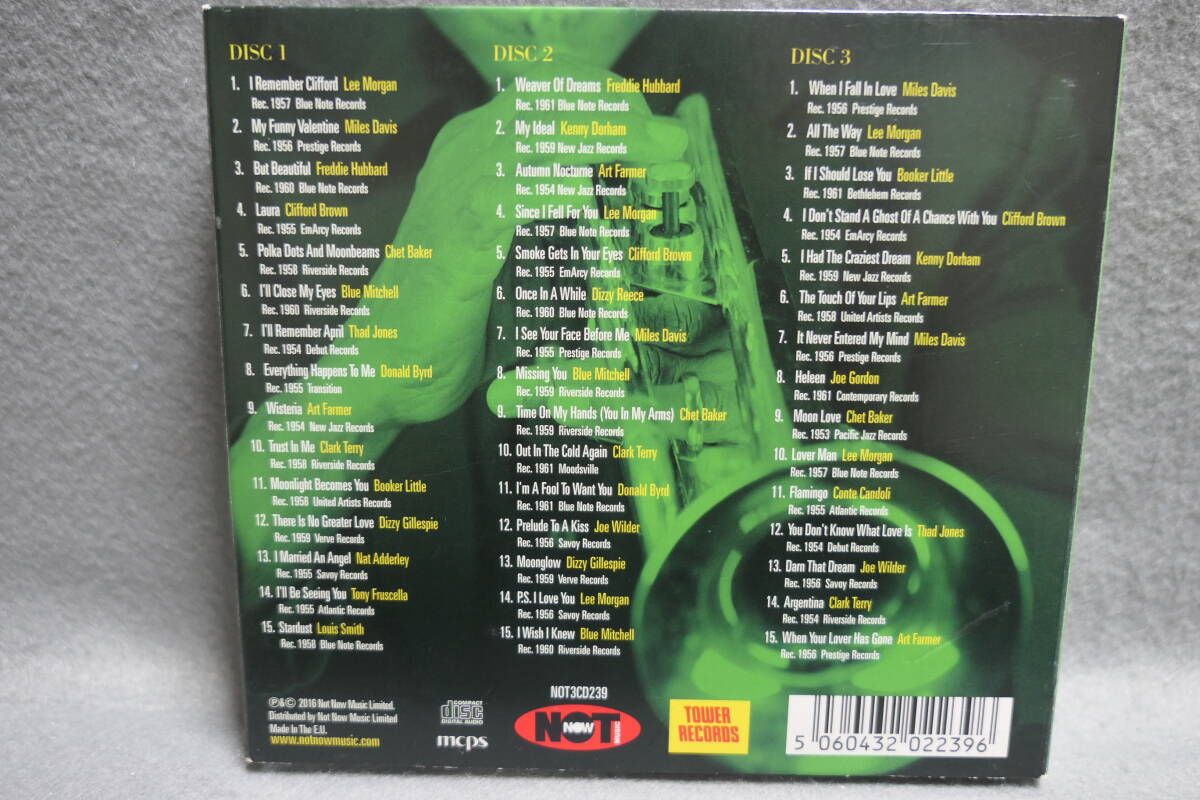 DISC 1
1. I Remember Clifford Lee Morgan
Rec. 1957 Blue Note Records
2. My Funny Valentine Miles Davis
Rec. 1956 Prestige Records
3. But Beautiful Freddie Hubbard
Rec. 1960 Blue Note Records
4. Laura Clifford Brown
Rec. 1955 EmArcy Records
5. Polka Dots And Moonbeams Chet Baker
Rec. 1958 Riverside Records
6. I'll Close My Eyes Blue Mitchell
Rec. 1960 Riverside Records
7. I'll Remember April Thad Jones
Rec. 1954 Debut Records
8. Everything Happens To Me Donald Byrd
Rec. 1955 Transition
9. Wisteria Art Farmer
Rec. 1954 New Jazz Records
10. Trust in Me Clark Terry
Rec. 1958 Riverside Records
11. Moonlight Becomes You Booker Little
Rec. 1958 United Artists Records
12. There Is No Greater Love Dizzy Gillespie
Rec. 1959 Verve Records
13. I Married An Angel Nat Adderley
Rec. 1955 Savoy Records
14. I'll Be Seeing You Tony Fruscella
Rec. 1955 Atlantic Records
15. Stardust Louis Smith
Rec. 1958 Blue Note Records
DISC 2
1. Weaver Of Dreams Freddie Hubbard
Rec. 1961 Blue Note Records
2. My Ideal Kenny Dorham
Rec. 1959 New Jazz Records
3. Autumn Nocturne Art Farmer
Rec. 1954 New Jazz Records
4. Since I Fell For You Lee Morgan
Rec. 1957 Blue Note Records
5. Smoke Gets In Your Eyes Clifford Brown
Rec. 1955 EmArcy Records
6. Once In A While Dizzy Reece
Rec. 1960 Blue Note Records
7. I See Your Face Before Me Miles Davis
Rec. 1955 Prestige Records
8. Missing You Blue Mitchell
Rec. 1959 Riverside Records
9. Time On My Hands (You In My Arms) Chet Baker
Rec. 1959 Riverside Records
10. Out In The Cold Again Clark Terry
Rec. 1961 Moodsville
11. I'm A Fool To Want You Donald Byrd
Rec. 1961 Blue Note Records
12. Prelude To A Kiss Joe Wilder
Rec. 1956 Savoy Records
13. Moonglow Dizzy Gillespie
Rec. 1959 Verve Records
14. P.S. I Love You Lee Morgan
Rec. 1956 Savoy Records
15. I Wish I Knew Blue Mitchell
Rec. 1960 Riverside Records
DISC 3
1. When I Fall In Love Miles Davis
Rec. 1956 Prestige Records
2. All The Way Lee Morgan
Rec. 1957 Blue Note Records
3. If I Should Lose You Booker Little
Rec. 1961 Bethlehem Records
4. I Don't Stand A Ghost Of A Chance With You Clifford Brown
Rec. 1954 EmArcy Records
5. I Had The Craziest Dream Kenny Dorham
Rec. 1959 New Jazz Records
6. The Touch Of Your Lips Art Farmer
Rec. 1958 United Artists Records
7. It Never Entered My Mind Miles Davis
Rec. 1956 Prestige Records
8. Heleen Joe Gordon
Rec. 1961 Contemporary Records
9. Moon Love Chet Baker
Rec. 1953 Pacific Jazz Records
10. Lover Man Lee Morgan
Rec. 1957 Blue Note Records
11. Flamingo Conte Candoli
Rec. 1955 Atlantic Records
12. You Don't Know What Love Is Thad Jones
Rec. 1954 Debut Records
13. Darn That Dream Joe Wilder
Rec. 1956 Savoy Records
14. Argentina Clark Terry
Rec. 1954 Riverside Records
15. When Your Lover Has Gone Art Farmer
Rec. 1956 Prestige Records
℗&© 2016 Not Now Music Limited.
Distributed by Not Now Music Limited
Made In The E.U.
www.notnowmusic.com
COMPACT
disc
DIGITAL AUDIO
mcps
NOT3CD239
NOT NOW MUSIC
TOWER
RECORDS
5 060432 022396